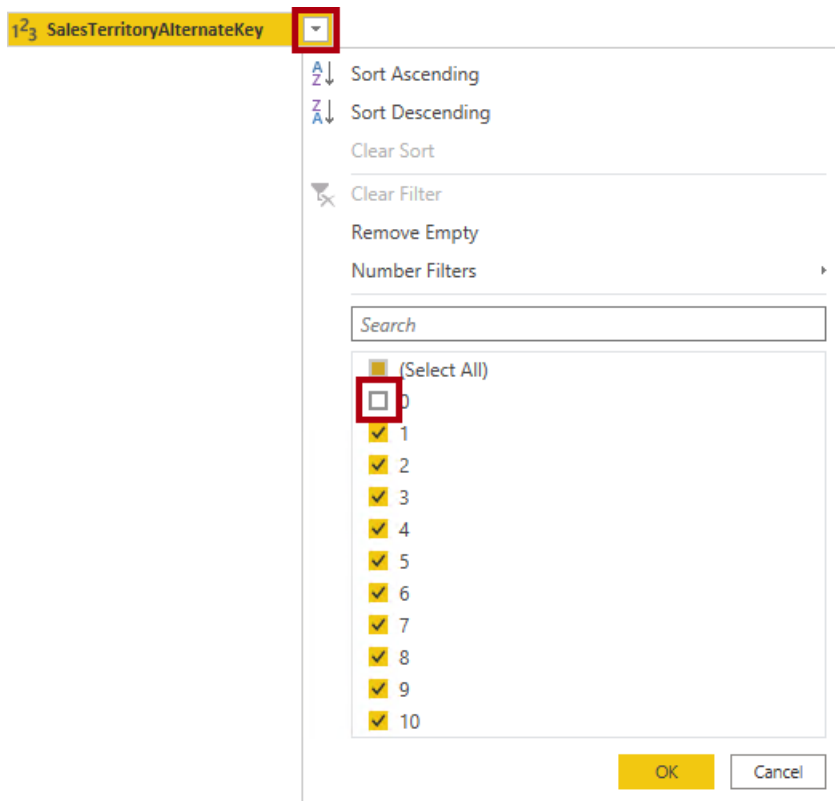 123 SalesTerritoryAlternateKey
Sort Ascending
Sort Descending
Clear Sort
Clear Filter
Remove Empty
Number Filters
Search
(Select All)
0
1
2
3
4
5
6
7
8
9
10
OK Cancel